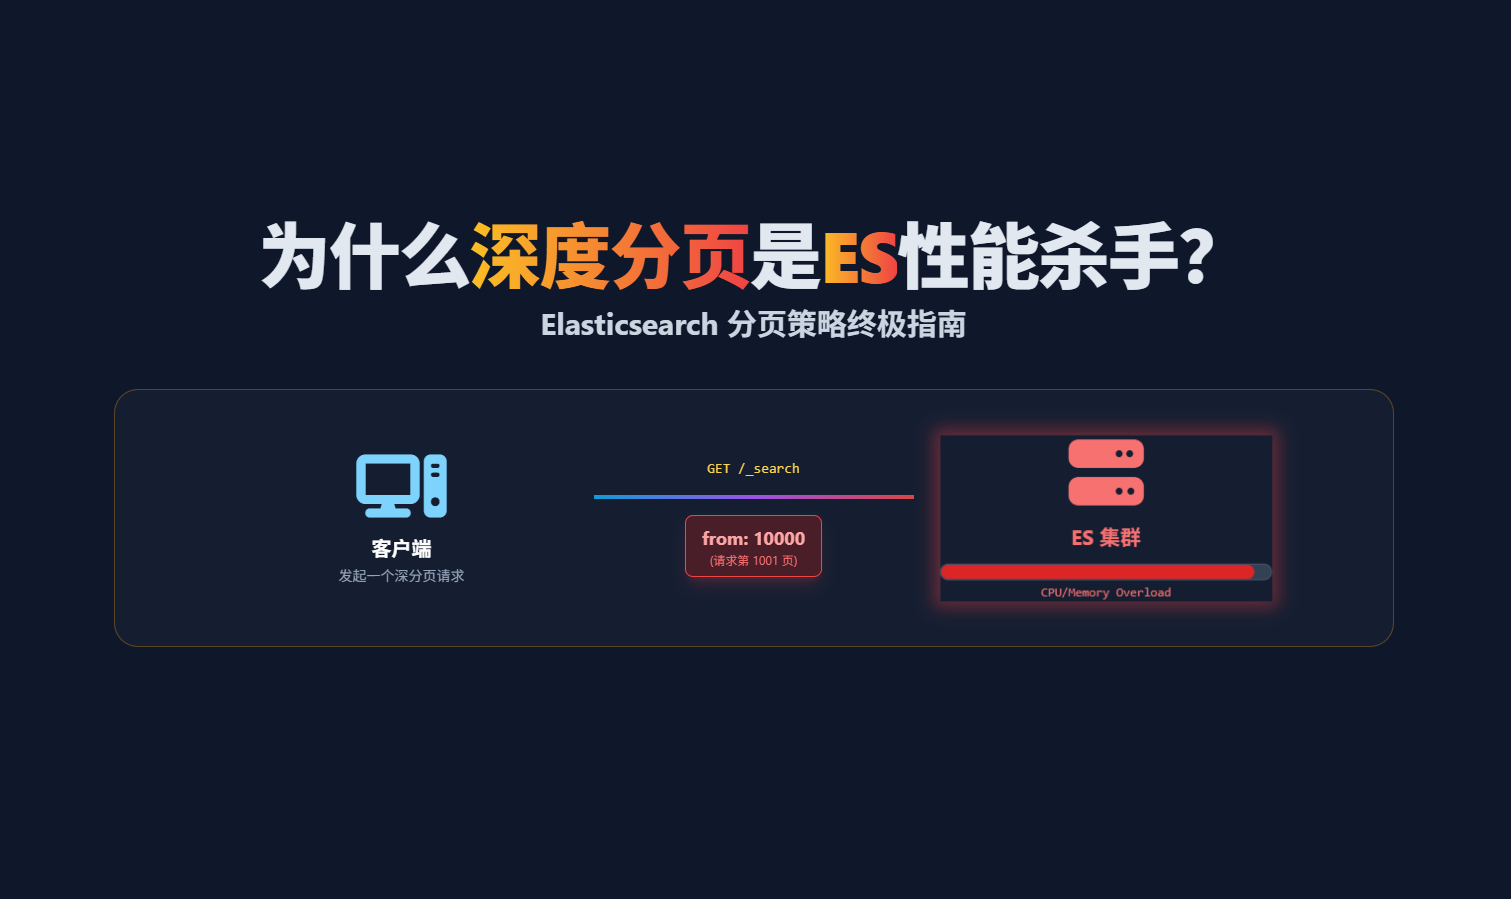 为什么深度分页是ES性能杀手?
Elasticsearch 分页策略终极指南
GET /_search
from: 10000
(请求第 1001 页)
客户端
发起一个深分页请求
ES 集群
CPU/Memory Overload